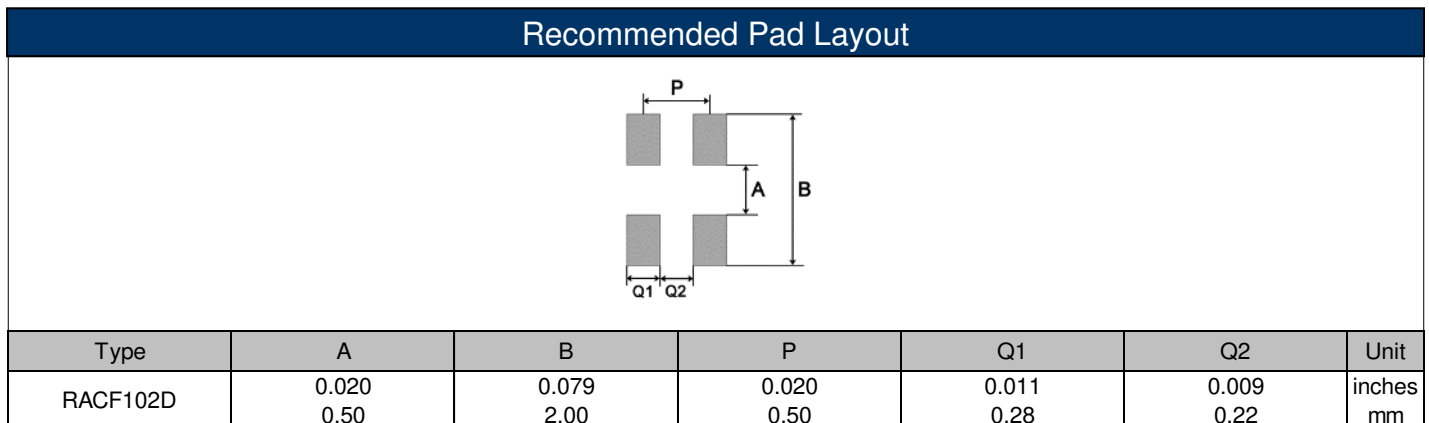 Recommended Pad Layout
P
A B
Q1 Q2
Type A B P Q1 Q2 Unit
RACF102D 0.020 0.079 0.020 0.011 0.009 inches
0.50 2.00 0.50 0.28 0.22 mm